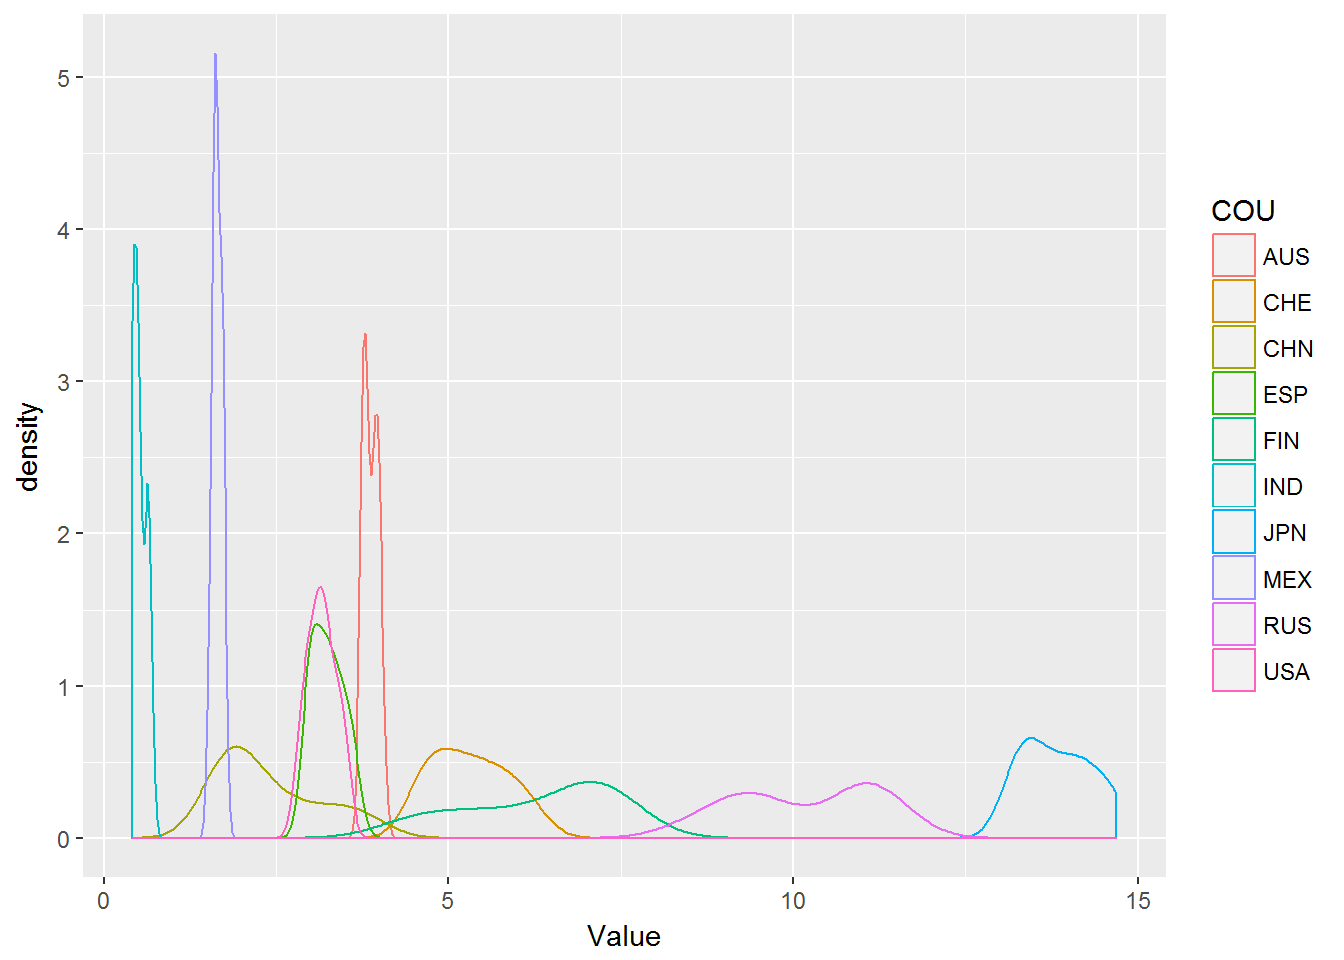 5
4
3
2
1
0
density
0 5 10 15
Value
COU
AUS
CHE
CHN
ESP
FIN
IND
JPN
MEX
RUS
USA